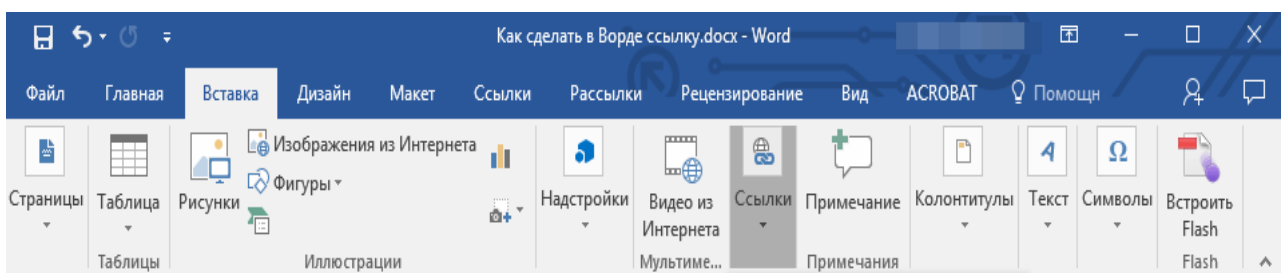 Как сделать в Ворде ссылку.docx - Word
Файл Главная Вставка Дизайн Макет Ссылки Рассылки Рецензирование Вид ACROBAT Помощн
Страницы Таблица Рисунки Изображения из Интернета Фигуры Надстройки Видео из Интернета Ссылки Примечание Колонтитулы Текст Символы Встроить Flash
Таблицы Иллюстрации Мультиме... Примечания Flash